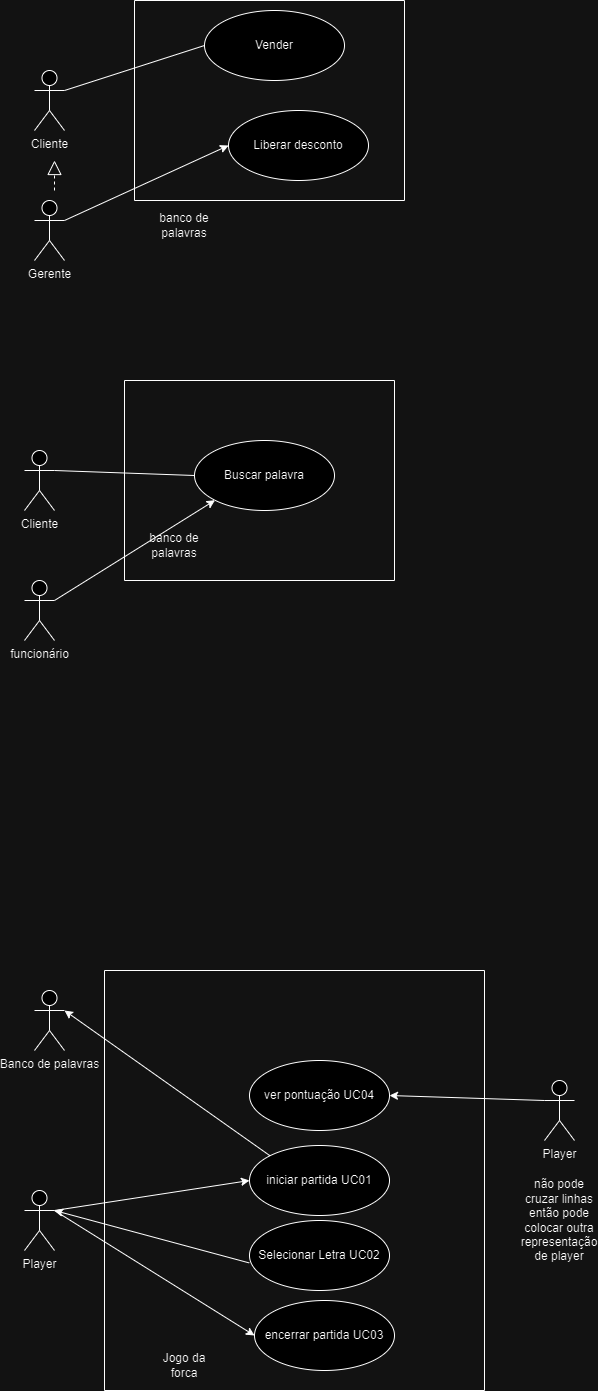 Vender
Cliente
Liberar desconto
banco de
palavras
Gerente
Buscar palavra
Cliente
banco de
palavras
funcionário
Banco de palavras
ver pontuação UC04
Player
iniciar partida UC01
não pode
cruzar linhas
então pode
colocar outra
representação
de player
Selecionar Letra UC02
Player
encerrar partida UC03
Jogo da
forca